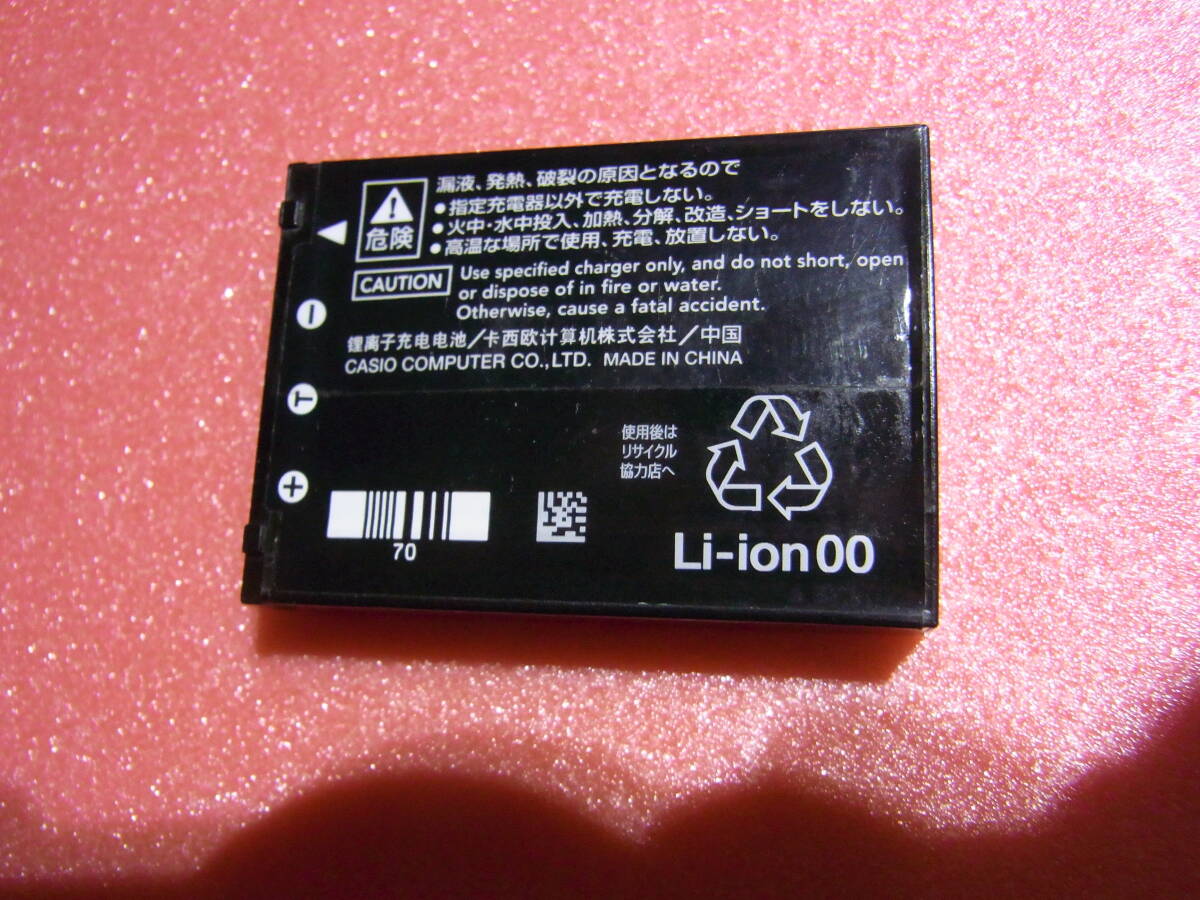 漏液、発熱、破裂の原因となるので
●指定充電器以外で充電しない。
●火中・水中投入、加熱、分解、改造、ショートをしない。
●高温な場所で使用、充電、放置しない。
危険
CAUTION
Use specified charger only, and do not short, open
or dispose of in fire or water.
Otherwise, cause a fatal accident.
锂离子充电电池/卡西欧计算机株式会社/中国
CASIO COMPUTER CO.,LTD. MADE IN CHINA
−
T
+
使用後は
リサイクル
協力店へ
70
Li-ion 00